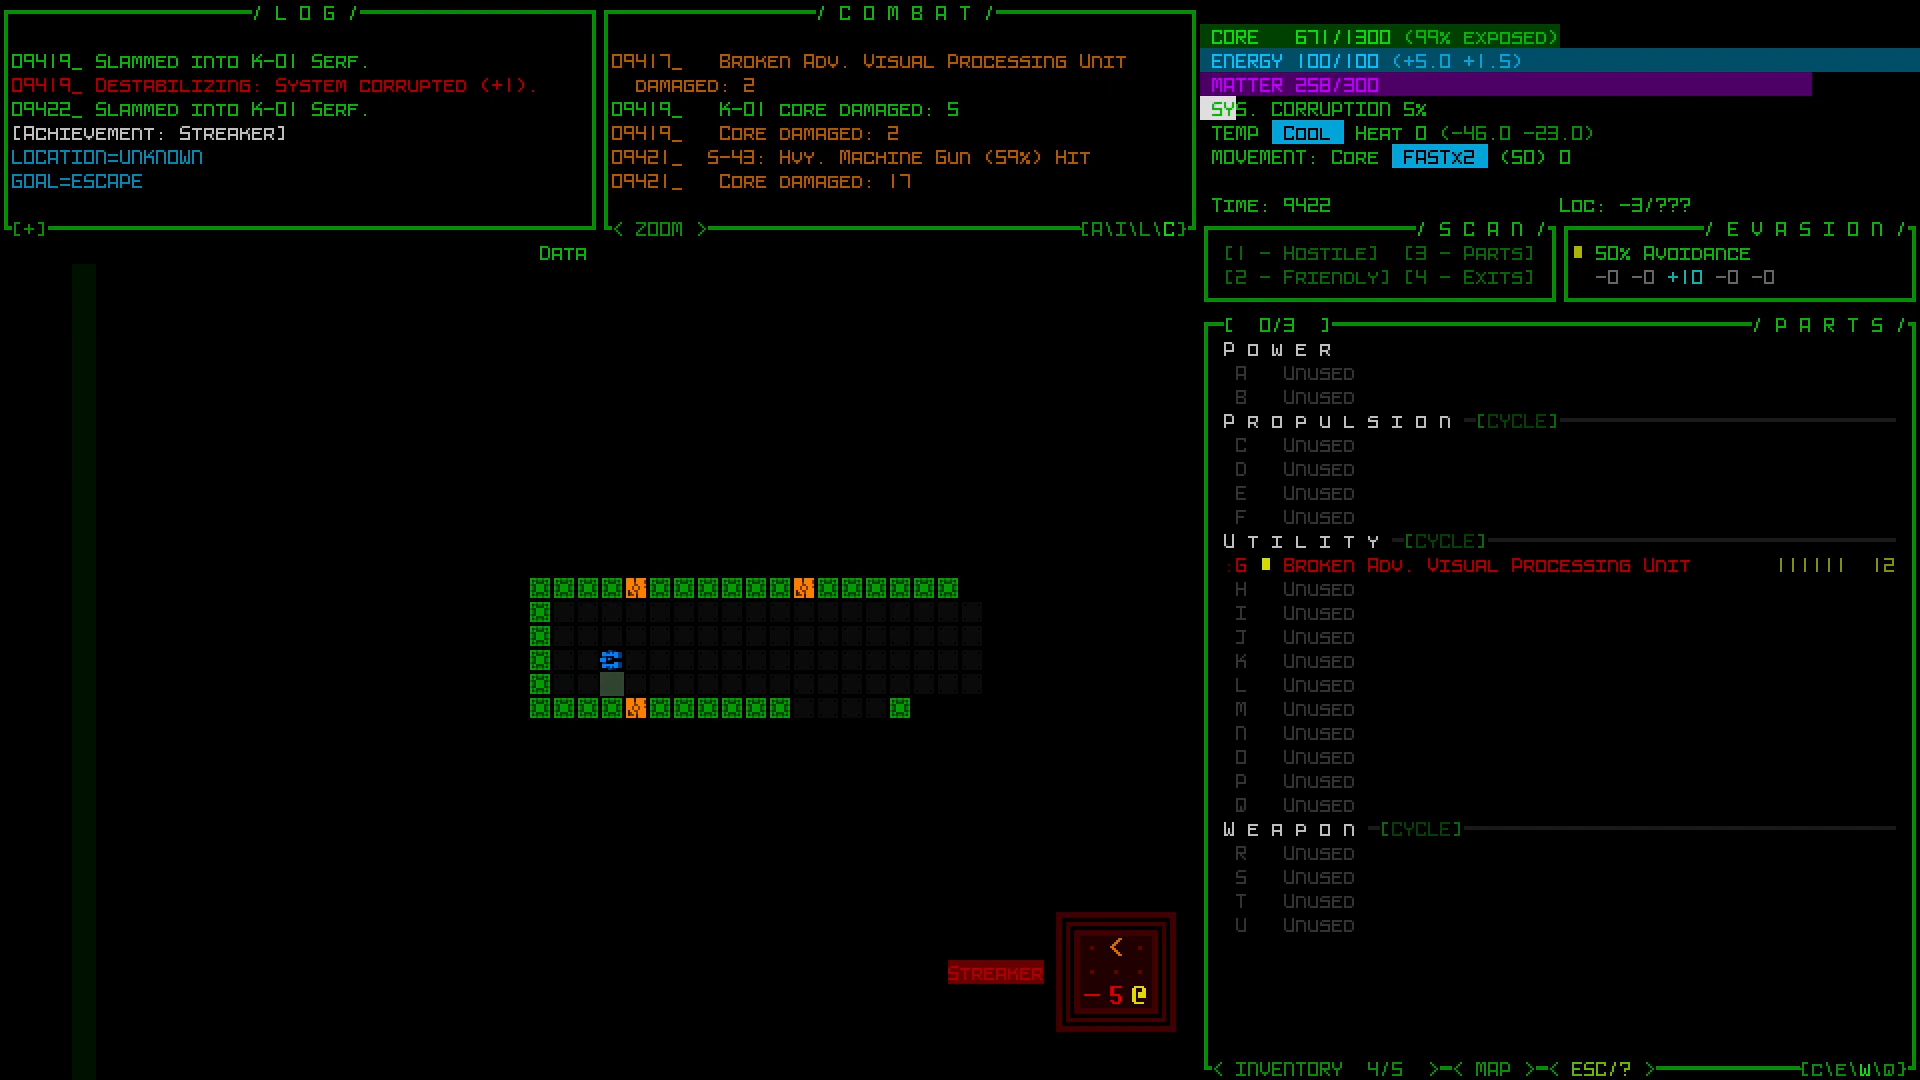 / L O G /
09419_ Slammed into K-01 Serf.
09419_ Destabilizing: System corrupted (+1).
09422_ Slammed into K-01 Serf.
[Achievement: Streaker]
LOCATION=UNKNOWN
GOAL=ESCAPE
[+]
/ C O M B A T /
09417_ Broken Adv. Visual Processing Unit
damaged: 2
09419_ K-01 Core damaged: 5
09419_ Core damaged: 2
09421_ S-43: Hvy. Machine Gun (59%) Hit
09421_ Core damaged: 17
< ZOOM >
[A\I\L\C]
Core 671/1300 (99% Exposed)
Energy 100/100 (+5.0 +1.5)
Matter 258/300
Sys. Corruption 5%
Temp Cool Heat 0 (-46.0 -23.0)
Movement: Core FASTx2 (50) 0
Time: 9422 Loc: -3/???
/ S C A N /
[1 - Hostile] [3 - Parts]
[2 - Friendly] [4 - Exits]
/ E V A S I O N /
50% Avoidance
-0 -0 +10 -0 -0
Data
[ 0/3 ] / P A R T S /
P o w e r
A Unused
B Unused
P r o p u l s i o n [CYCLE]
C Unused
D Unused
E Unused
F Unused
U t i l i t y [CYCLE]
:G Broken Adv. Visual Processing Unit |||||| 12
H Unused
I Unused
J Unused
K Unused
L Unused
M Unused
N Unused
O Unused
P Unused
Q Unused
W e a p o n [CYCLE]
R Unused
S Unused
T Unused
U Unused
Streaker
<
- 5 @
< INVENTORY 4/5 > < MAP > < ESC/? > [C\E\W\Q]